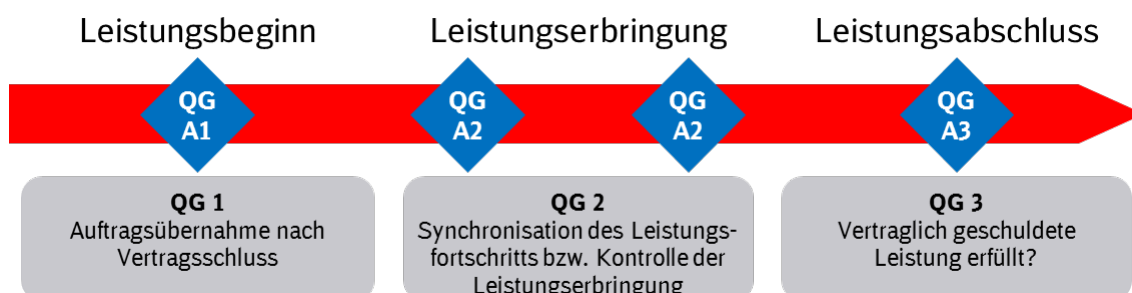 Leistungsbeginn
Leistungserbringung
Leistungsabschluss
QG
A1
QG
A2
QG
A2
QG
A3
QG 1
Auftragsübernahme nach
Vertragsschluss
QG 2
Synchronisation des Leistungs-
fortschritts bzw. Kontrolle der
Leistungserbringung
QG 3
Vertraglich geschuldete
Leistung erfüllt?